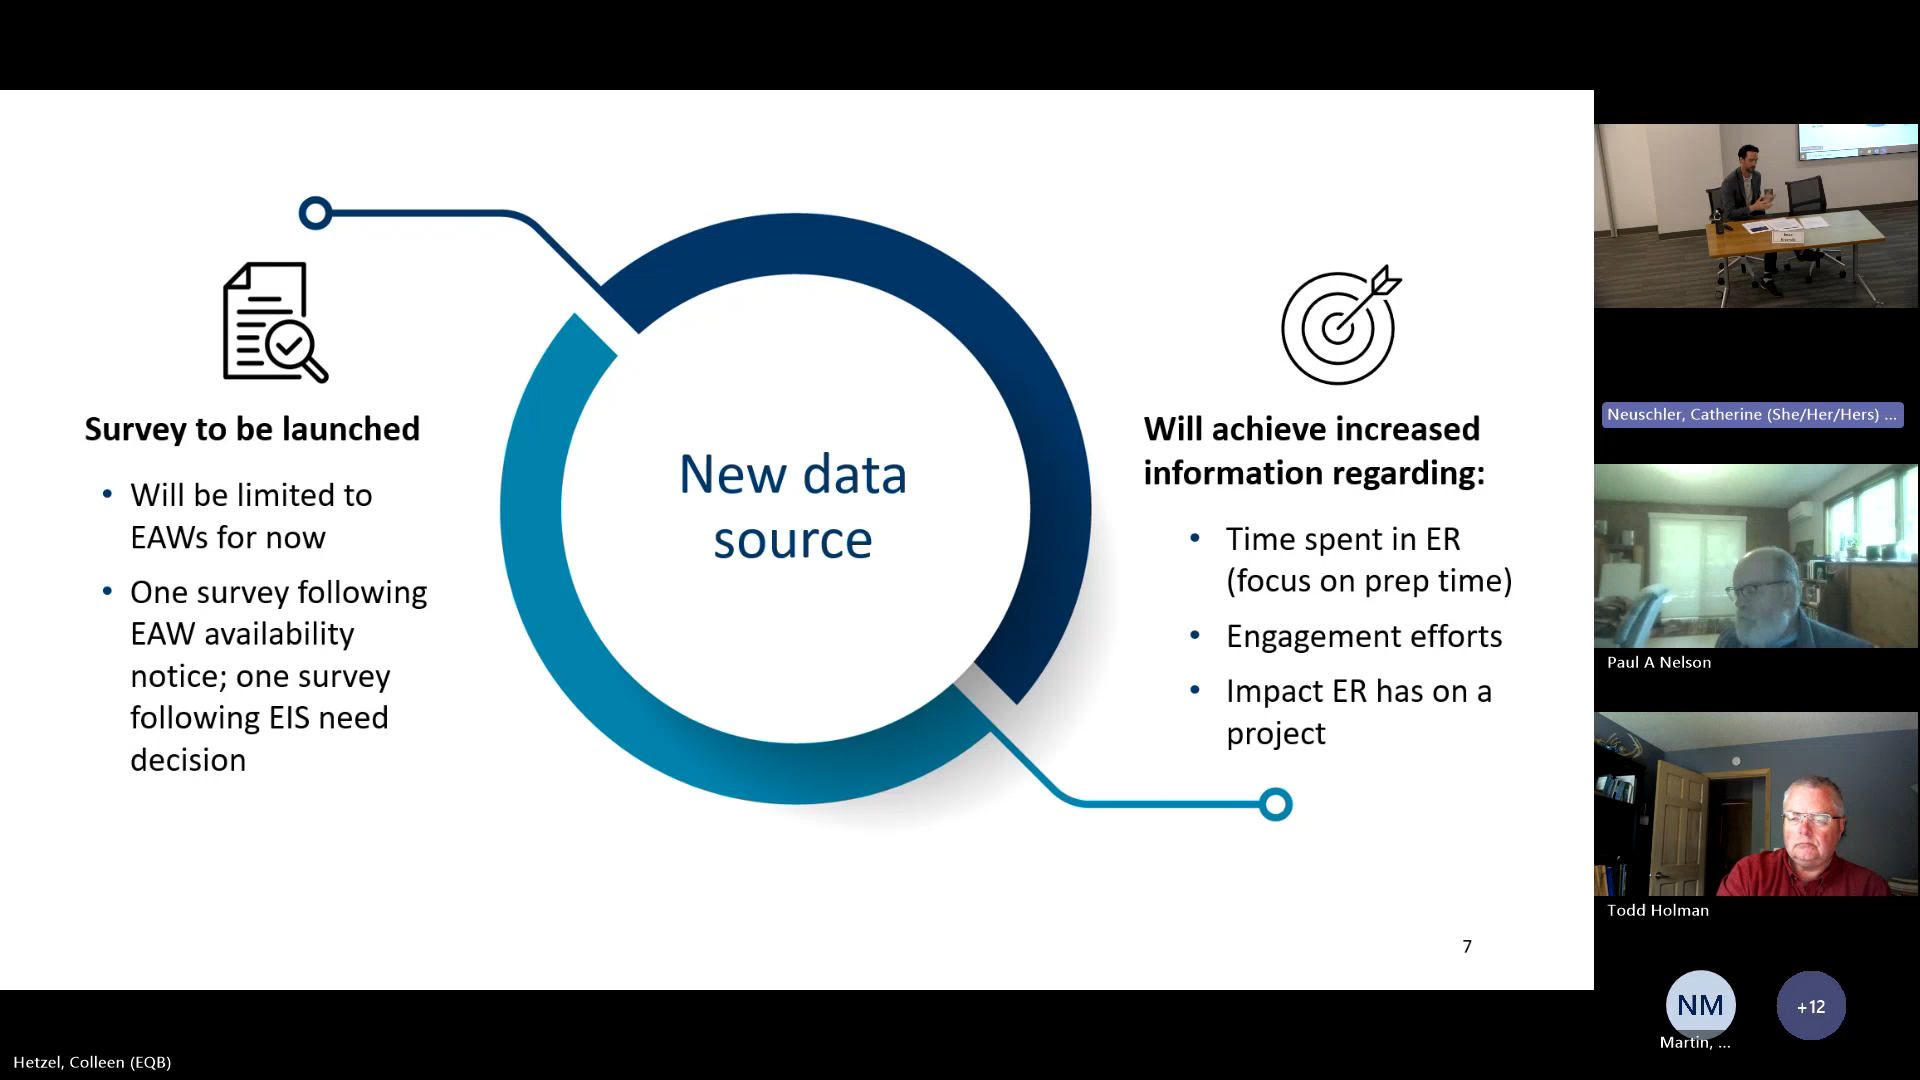 Survey to be launched
• Will be limited to
EAWs for now
• One survey following
EAW availability
notice; one survey
following EIS need
decision
New data
source
Will achieve increased
information regarding:
• Time spent in ER
(focus on prep time)
• Engagement efforts
• Impact ER has on a
project
7
Neuschler, Catherine (She/Her/Hers) ...
Paul A Nelson
Todd Holman
NM
+12
Martin, ...
Hetzel, Colleen (EQB)